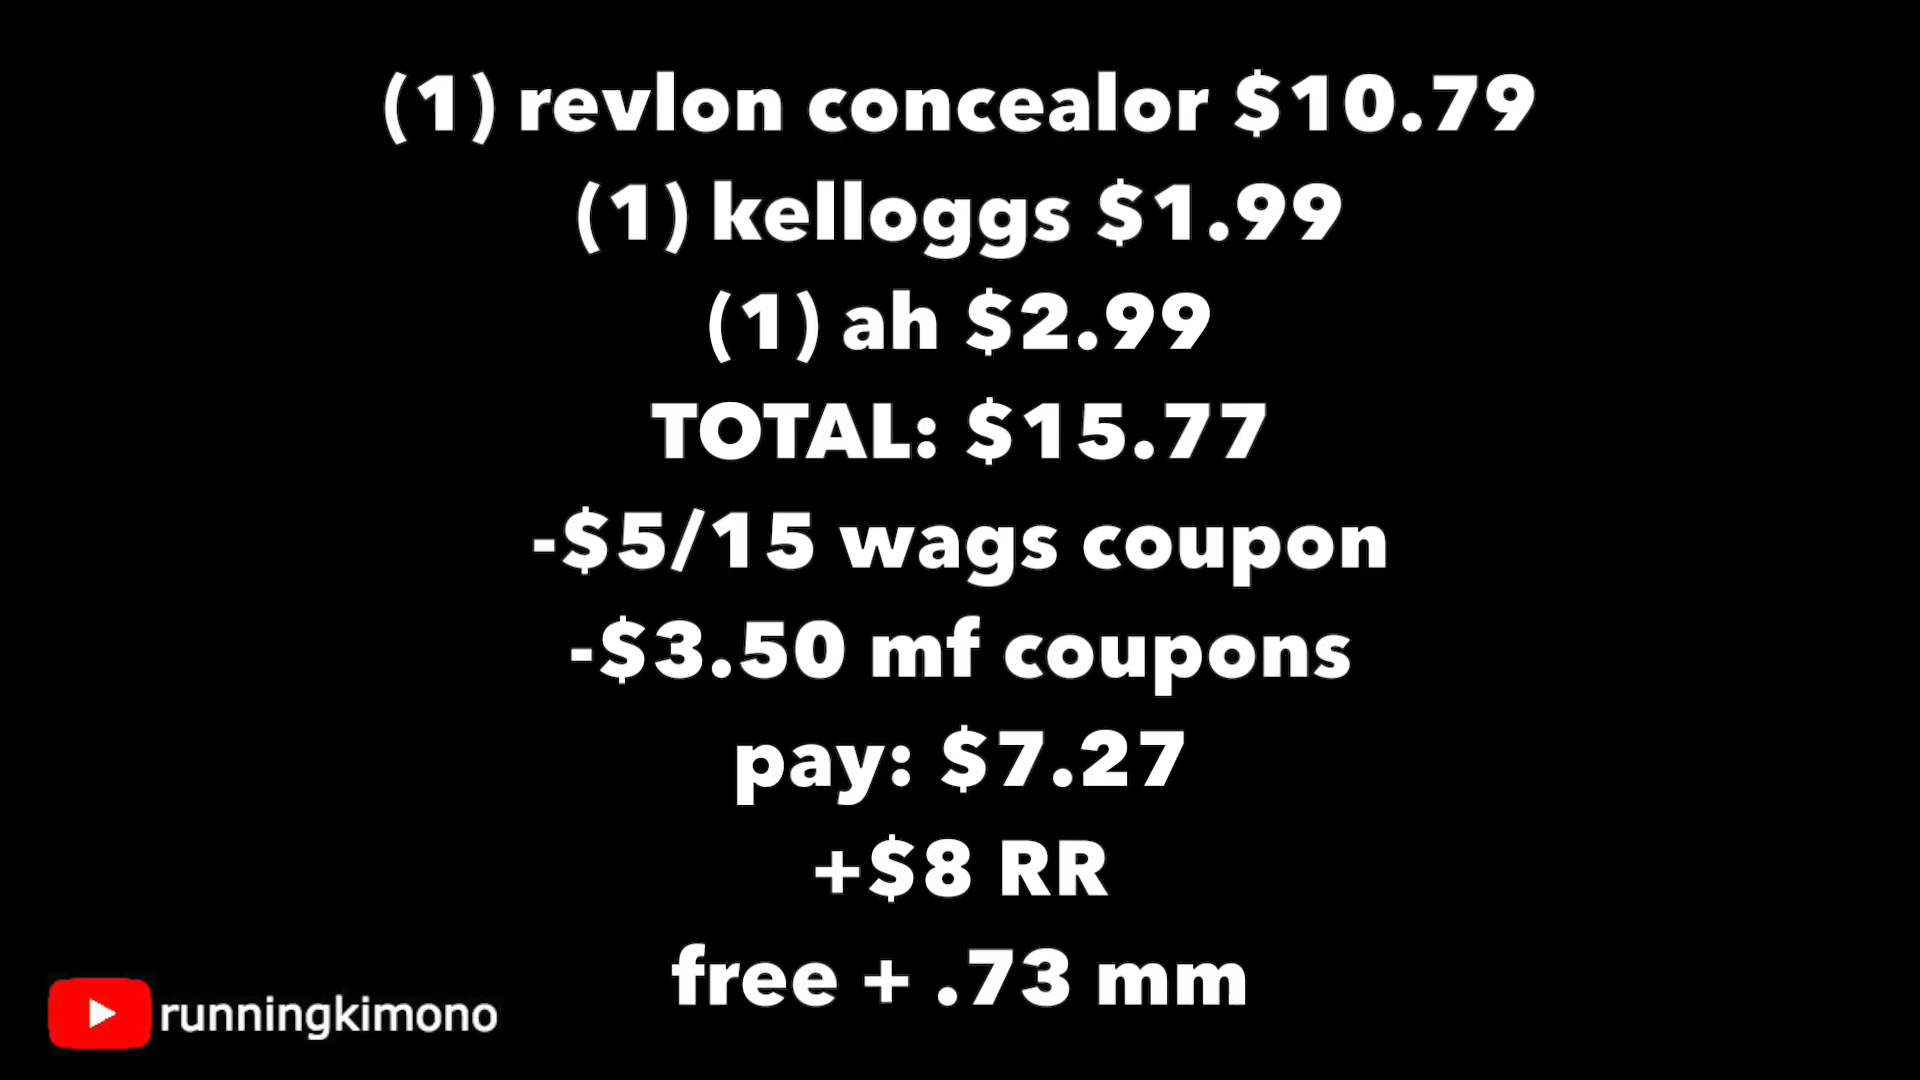 (1) revlon concealor $10.79
(1) kelloggs $1.99
(1) ah $2.99
TOTAL: $15.77
-$5/15 wags coupon
-$3.50 mf coupons
pay: $7.27
+$8 RR
free + .73 mm
runningkimono